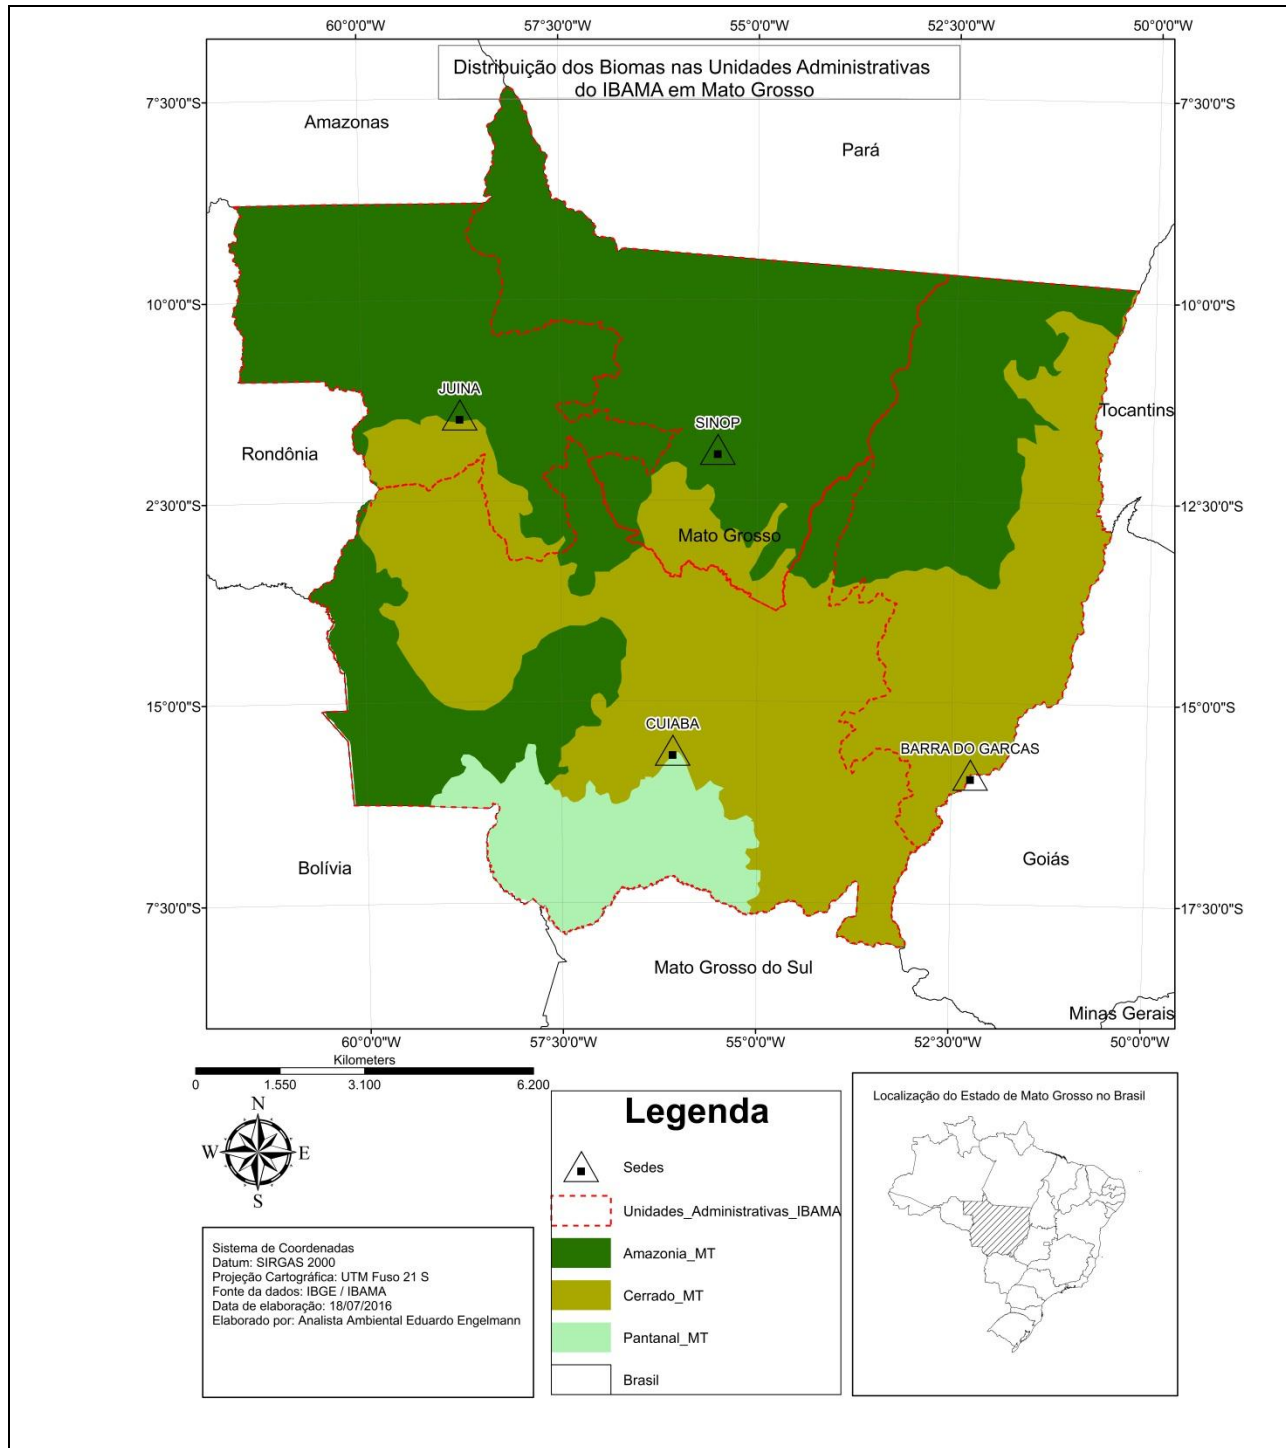 60°0'0"W 57°30'0"W 55°0'0"W 52°30'0"W 50°0'0"W
Distribuição dos Biomas nas Unidades Administrativas
do IBAMA em Mato Grosso
7°30'0"S 7°30'0"S
Amazonas
Pará
10°0'0"S 10°0'0"S
JUINA
Tocantins
SINOP
Rondônia
2°30'0"S 12°30'0"S
Mato Grosso
15°0'0"S 15°0'0"S
CUIABA
BARRA DO GARCAS
Goiás
Bolívia
7°30'0"S 17°30'0"S
Mato Grosso do Sul
Minas Gerais
60°0'0"W 57°30'0"W 55°0'0"W 52°30'0"W 50°0'0"W
Kilometers
0 1.550 3.100 6.200
N
W E
S
Legenda
Sedes
Unidades_Administrativas_IBAMA
Amazonia_MT
Cerrado_MT
Pantanal_MT
Brasil
Localização do Estado de Mato Grosso no Brasil
Sistema de Coordenadas
Datum: SIRGAS 2000
Projeção Cartográfica: UTM Fuso 21 S
Fonte da dados: IBGE / IBAMA
Data de elaboração: 18/07/2016
Elaborado por: Analista Ambiental Eduardo Engelmann